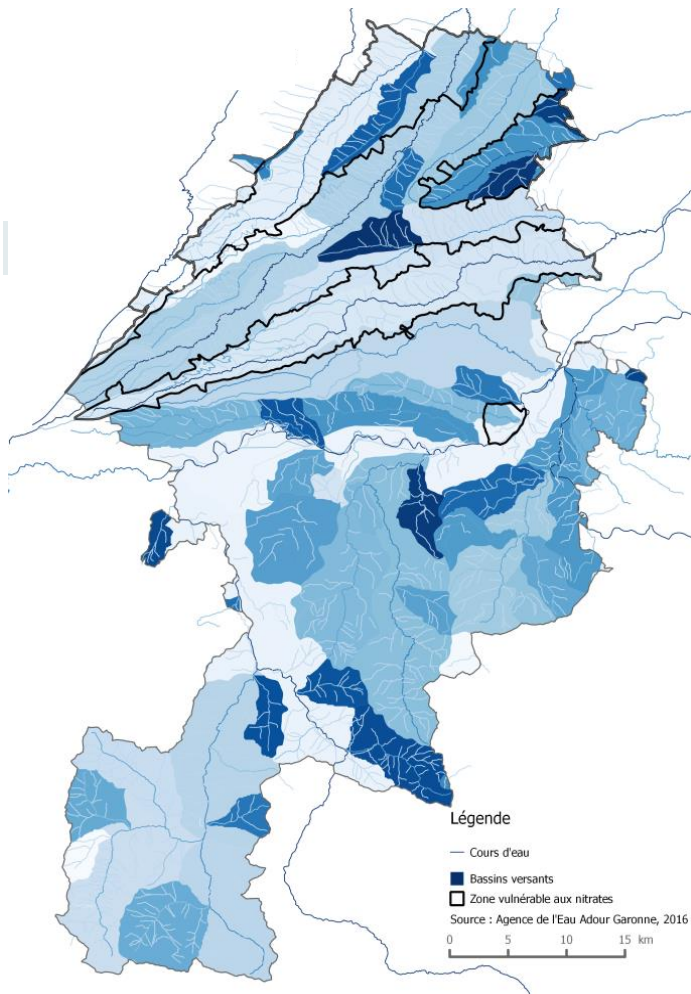 Légende
Cours d'eau
Bassins versants
Zone vulnérable aux nitrates
Source : Agence de l'Eau Adour Garonne, 2016
0 5 10 15 km